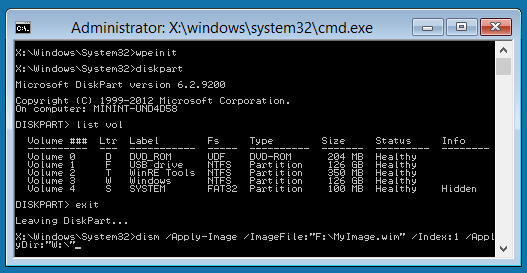 Administrator: X:\windows\system32\cmd.exe
X:\Windows\System32>wpeinit
X:\Windows\System32>diskpart
Microsoft DiskPart version 6.2.9200
Copyright (C) 1999-2012 Microsoft Corporation.
On computer: MININT-UND4D58
DISKPART> list vol
Volume ### Ltr Label Fs Type Size Status Info
---------- --- ----------- ----- ---------- ------- --------- --------
Volume 0 D DVD_ROM UDF DVD-ROM 204 MB Healthy
Volume 1 F USB_drive NTFS Partition 126 GB Healthy
Volume 2 T WinRE Tools NTFS Partition 350 MB Healthy
Volume 3 W Windows NTFS Partition 126 GB Healthy
Volume 4 S SYSTEM FAT32 Partition 100 MB Healthy Hidden
DISKPART> exit
Leaving DiskPart...
X:\Windows\System32>dism /Apply-Image /ImageFile:"F:\MyImage.wim" /Index:1 /Appl
yDir:"W:\"_